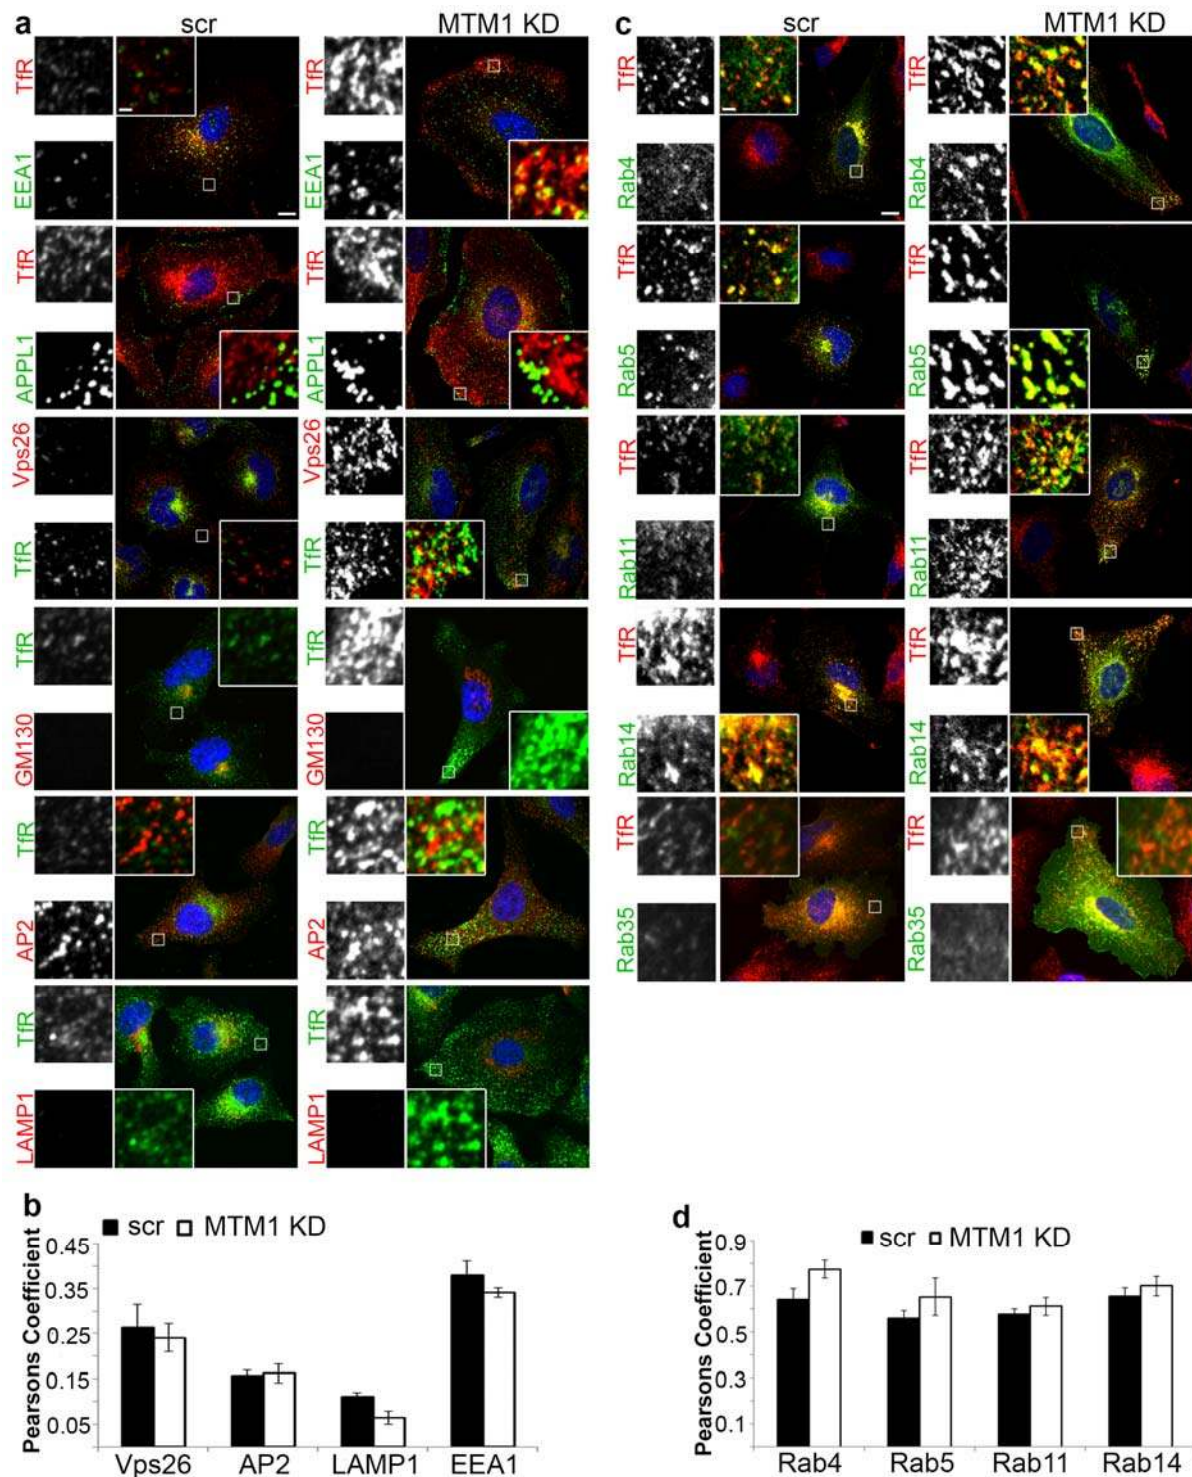 a
scr
MTM1 KD
TfR
TfR
EEA1
EEA1
TfR
TfR
APPL1
APPL1
Vps26
Vps26
TfR
TfR
TfR
TfR
GM130
GM130
TfR
TfR
AP2
AP2
TfR
TfR
LAMP1
LAMP1
c
scr
MTM1 KD
TfR
TfR
Rab4
Rab4
TfR
TfR
Rab5
Rab5
TfR
TfR
Rab11
Rab11
TfR
TfR
Rab14
Rab14
TfR
TfR
Rab35
Rab35
b
scr MTM1 KD
Pearsons Coefficient
0.45
0.35
0.25
0.15
0.05
Vps26 AP2 LAMP1 EEA1
d
scr MTM1 KD
Pearsons Coefficient
0.9
0.7
0.5
0.3
0.1
Rab4 Rab5 Rab11 Rab14